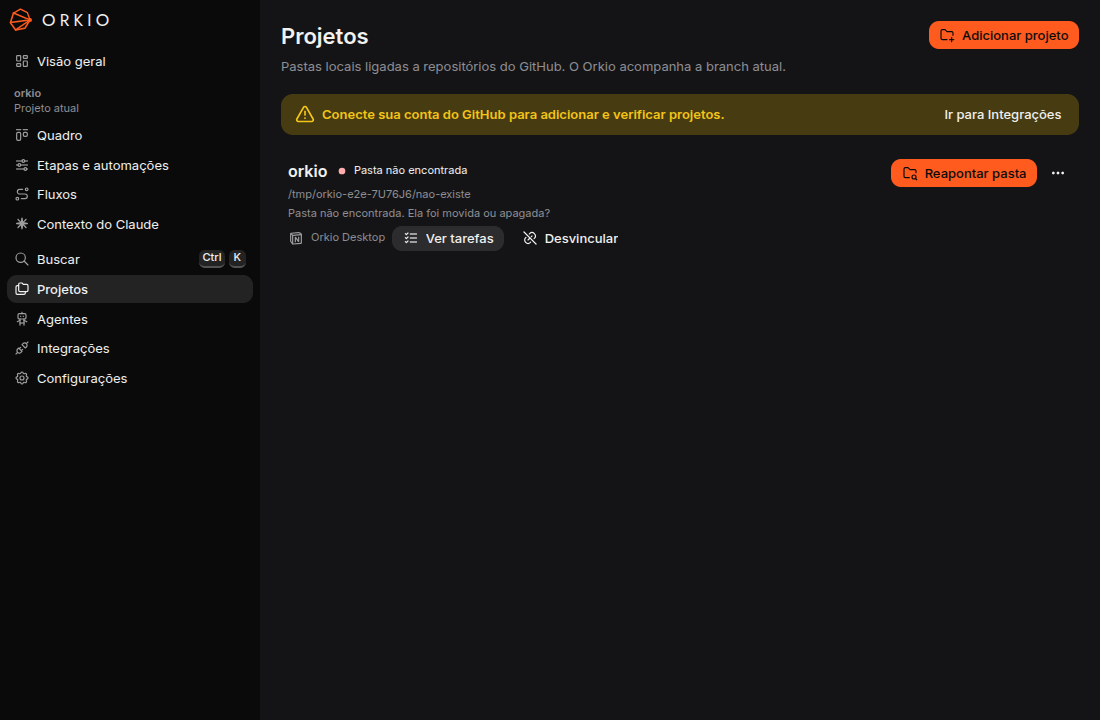 ORKIO
Visão geral
orkio
Projeto atual
Quadro
Etapas e automações
Fluxos
Contexto do Claude
Buscar Ctrl K
Projetos
Agentes
Integrações
Configurações
Projetos
Adicionar projeto
Pastas locais ligadas a repositórios do GitHub. O Orkio acompanha a branch atual.
Conecte sua conta do GitHub para adicionar e verificar projetos. Ir para Integrações
orkio Pasta não encontrada Reapontar pasta
/tmp/orkio-e2e-7U76J6/nao-existe
Pasta não encontrada. Ela foi movida ou apagada?
Orkio Desktop Ver tarefas Desvincular